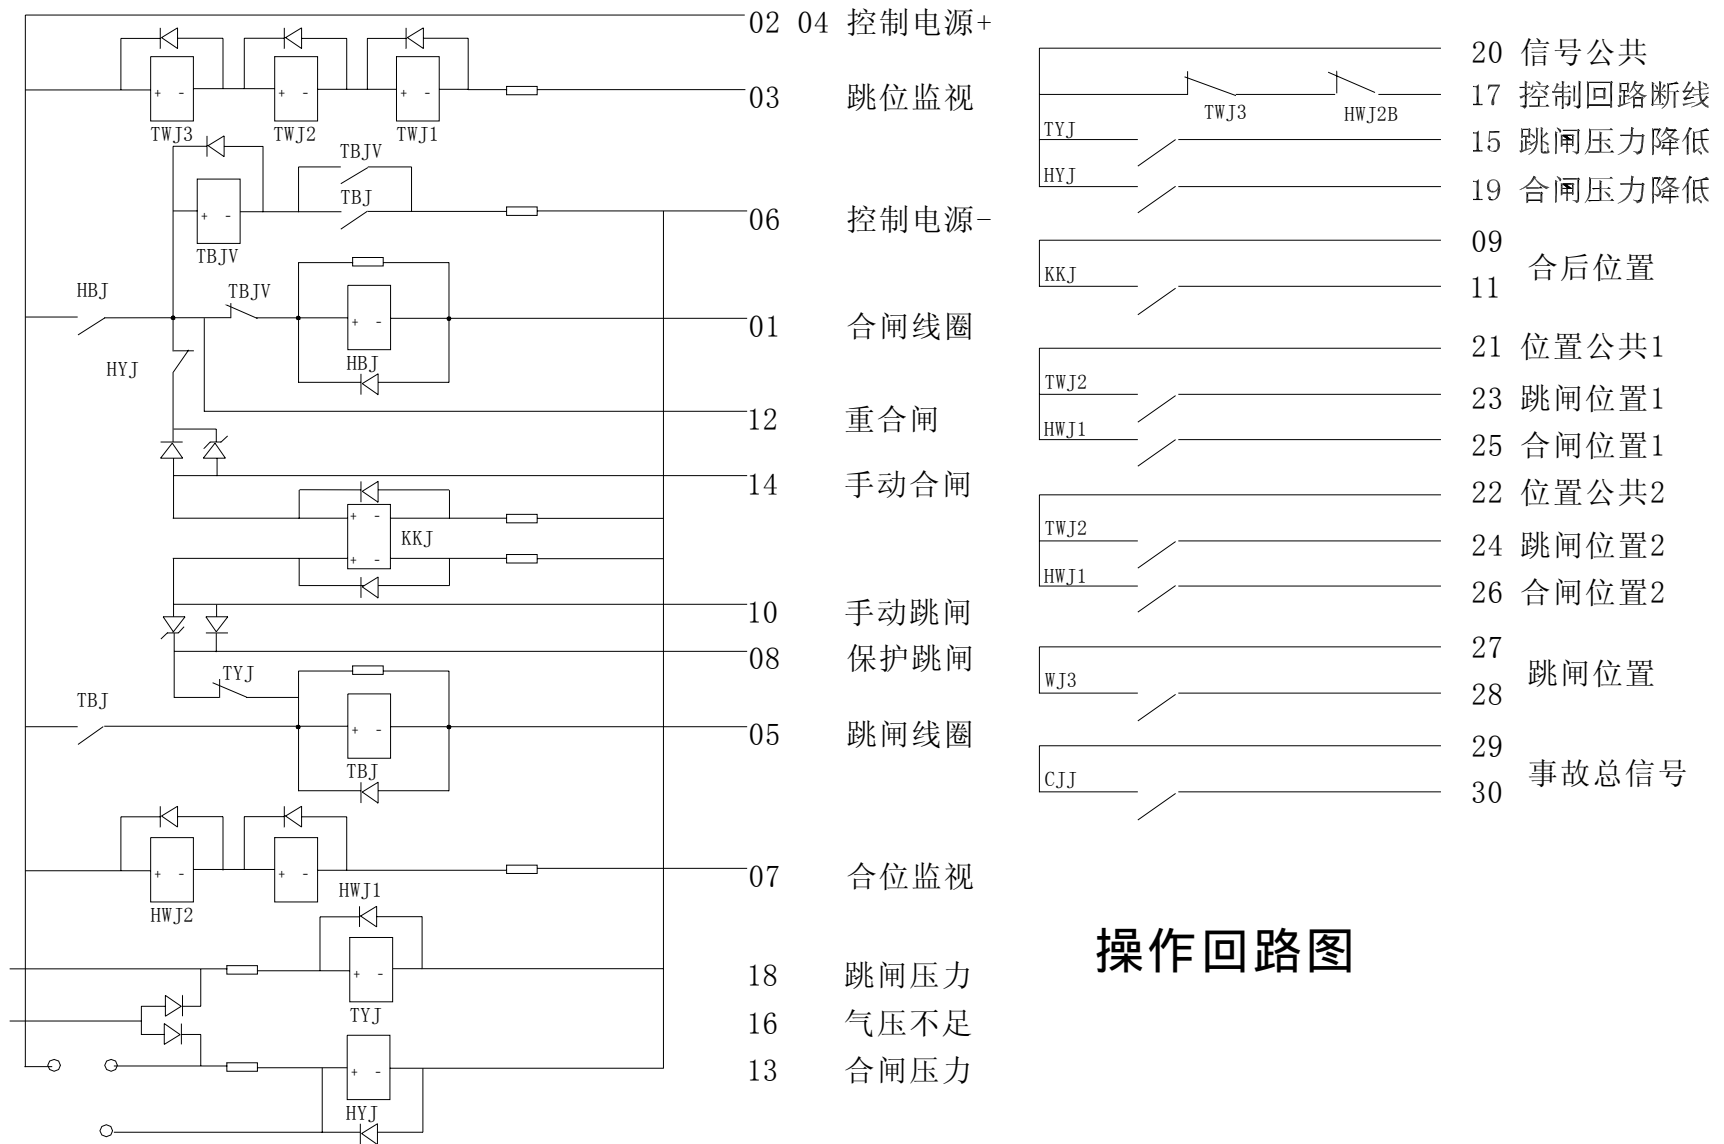 02 04 控制电源+
+ - + - + -
TWJ3 TWJ2 TWJ1
03 跳位监视
TBJV
TBJ
+ -
TBJV
06 控制电源-
HBJ
TBJV
+ -
HBJ
01 合闸线圈
HYJ
12 重合闸
14 手动合闸
+ -
KKJ
+ -
10 手动跳闸
08 保护跳闸
TYJ
TBJ
+ -
TBJ
05 跳闸线圈
+ - + -
HWJ2 HWJ1
07 合位监视
+ -
TYJ
18 跳闸压力
16 气压不足
+ -
HYJ
13 合闸压力
20 信号公共
17 控制回路断线
TWJ3 HWJ2B
TYJ
15 跳闸压力降低
HYJ
19 合闸压力降低
09
合后位置
KKJ
11
21 位置公共1
TWJ2
23 跳闸位置1
HWJ1
25 合闸位置1
22 位置公共2
TWJ2
24 跳闸位置2
HWJ1
26 合闸位置2
27
跳闸位置
WJ3
28
29
事故总信号
CJJ
30
操作回路图